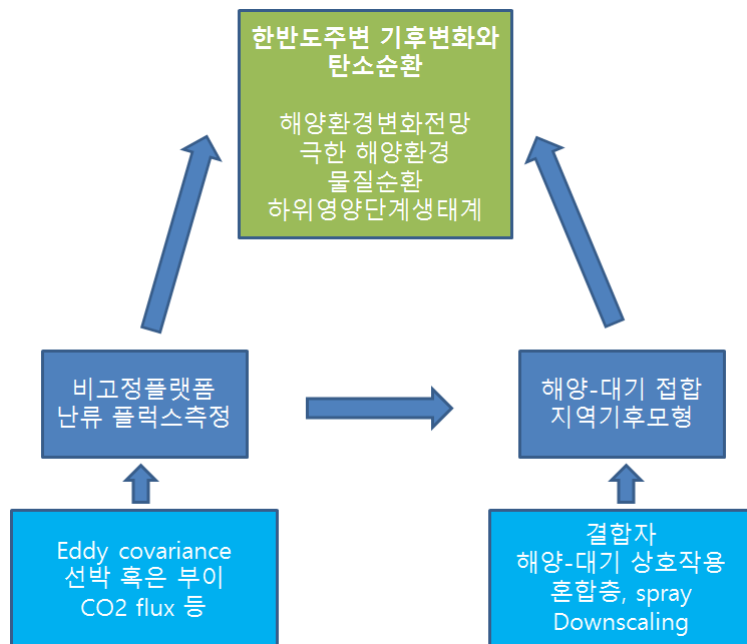 한반도주변 기후변화와
탄소순환
해양환경변화전망
극한 해양환경
물질순환
하위영양단계생태계
비고정플랫폼
난류 플럭스측정
해양-대기 접합
지역기후모형
Eddy covariance
선박 혹은 부이
CO2 flux 등
결합자
해양-대기 상호작용
혼합층, spray
Downscaling